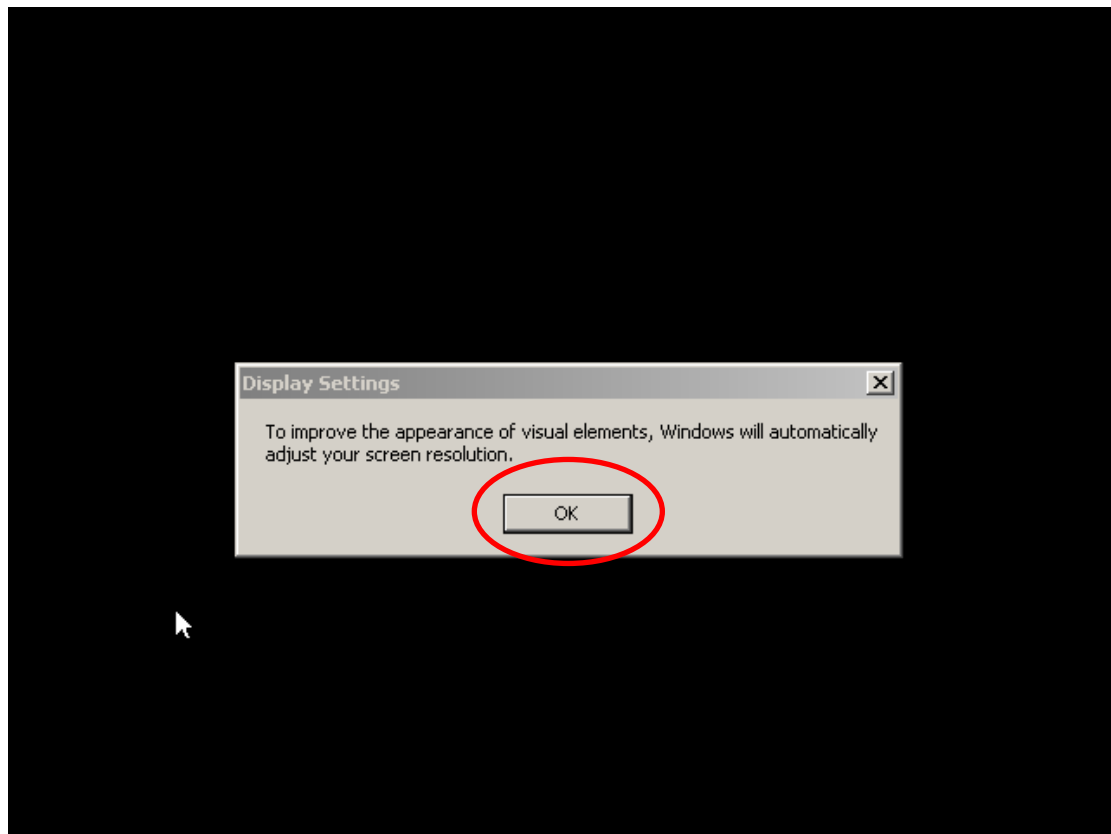 Display Settings
To improve the appearance of visual elements, Windows will automatically
adjust your screen resolution.
OK